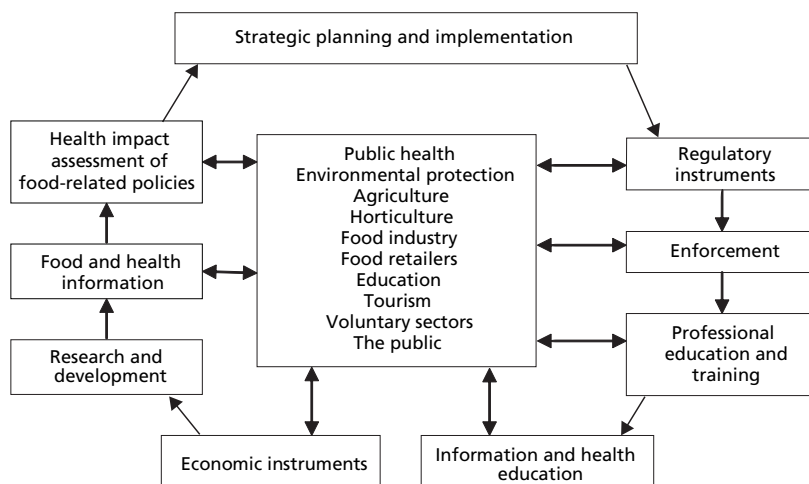 Strategic planning and implementation
Health impact
assessment of
food-related policies
Public health
Environmental protection
Agriculture
Horticulture
Food industry
Food retailers
Education
Tourism
Voluntary sectors
The public
Regulatory
instruments
Food and health
information
Enforcement
Research and
development
Professional
education and
training
Economic instruments
Information and health
education